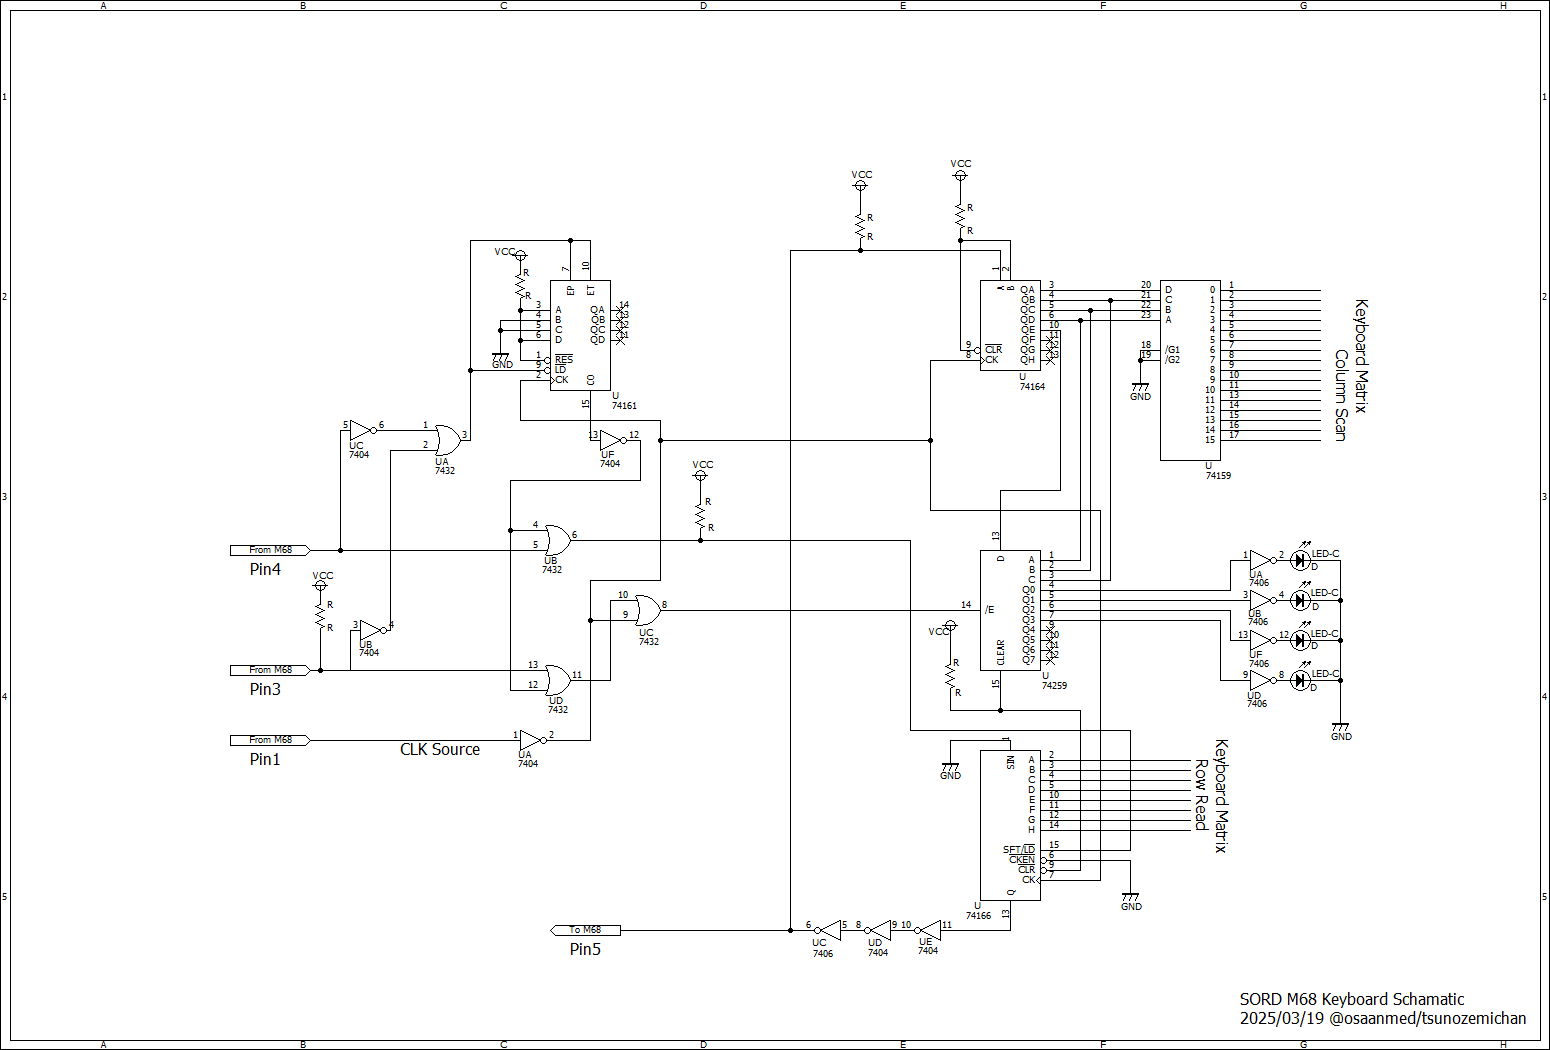 A B C D E F G H
1 1
VCC
VCC
R
R
R
R
VCC
7
10
1
2
R
R
EP
ET
A
B
2 2
3 A
4 B
5 C
6 D
QA 14
QB 13
QC 12
QD 11
1 RES
9 LD
2 CK
CO
15
GND
U
74161
QA 3
QB 4
QC 5
QD 6
QE 10
QF 11
QG 12
QH 13
9 CLR
8 CK
U
74164
20 D
21 C
22 B
23 A
18 /G1
19 /G2
GND
0 1
1 2
2 3
3 4
4 5
5 6
6 7
7 8
8 9
9 10
10 11
11 13
12 14
13 15
14 16
15 17
U
74159
Keyboard Matrix
Column Scan
5 6
UC
7404
1
2
3
UA
7432
13 12
UF
7404
3 3
VCC
R
R
4
5
6
UB
7432
From M68
Pin4
VCC
R
R
3 4
UB
7404
From M68
Pin3
10
9
8
UC
7432
13
12
11
UD
7432
From M68
Pin1
CLK Source
1 2
UA
7404
13
D
A 1
B 2
C 3
Q0 4
Q1 5
Q2 6
Q3 7
Q4 9
Q5 10
Q6 11
Q7 12
14 /E
CLEAR
15
U
74259
VCC
R
R
1 2
UA
7406
LED-C
D
3 4
UB
7406
LED-C
D
13 12
UF
7406
LED-C
D
9 8
UD
7406
LED-C
D
GND
4 4
1
SIN
GND
A 2
B 3
C 4
D 5
E 10
F 11
G 12
H 14
SFT/LD 15
CKEN 6
CLR 9
CK 7
Q
13
U
74166
GND
Keyboard Matrix
Row Read
5 5
To M68
Pin5
6 5
UC
7406
8 9
UD
7404
10 11
UE
7404
SORD M68 Keyboard Schamatic
2025/03/19 @osaanmed/tsunozemichan
A B C D E F G H